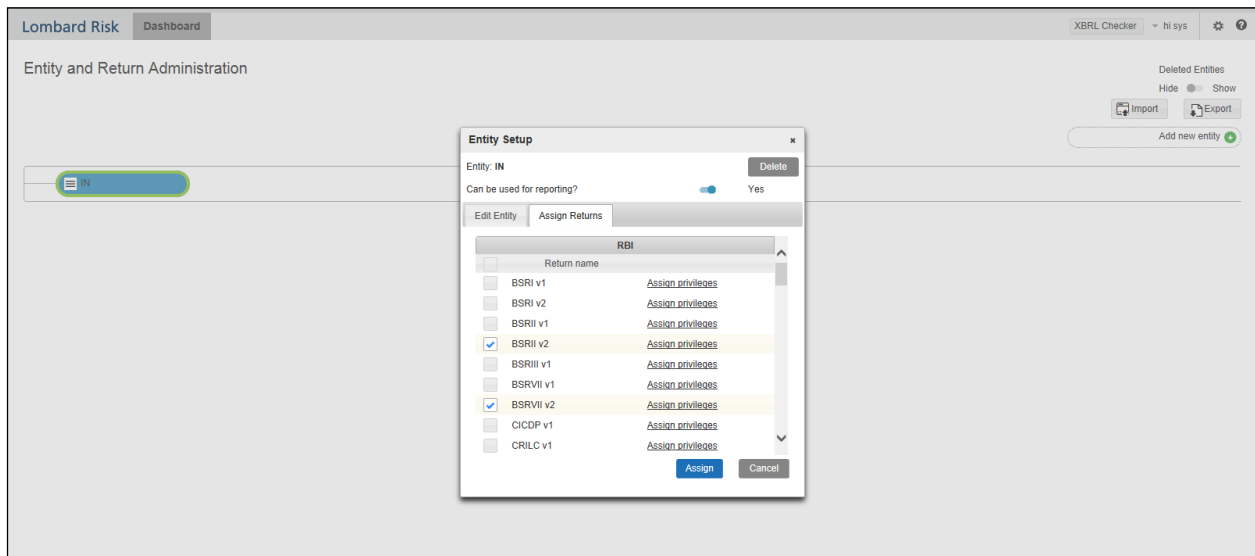 Lombard Risk Dashboard XBRL Checker hi sys
Entity and Return Administration
Deleted Entities
Hide Show
Import Export
Add new entity
IN
Entity Setup
Entity: IN Delete
Can be used for reporting? Yes
Edit Entity Assign Returns
RBI
Return name
BSRI v1 Assign privileges
BSRI v2 Assign privileges
BSRII v1 Assign privileges
BSRII v2 Assign privileges
BSRIII v1 Assign privileges
BSRVII v1 Assign privileges
BSRVII v2 Assign privileges
CICDP v1 Assign privileges
CRILC v1 Assign privileges
Assign Cancel